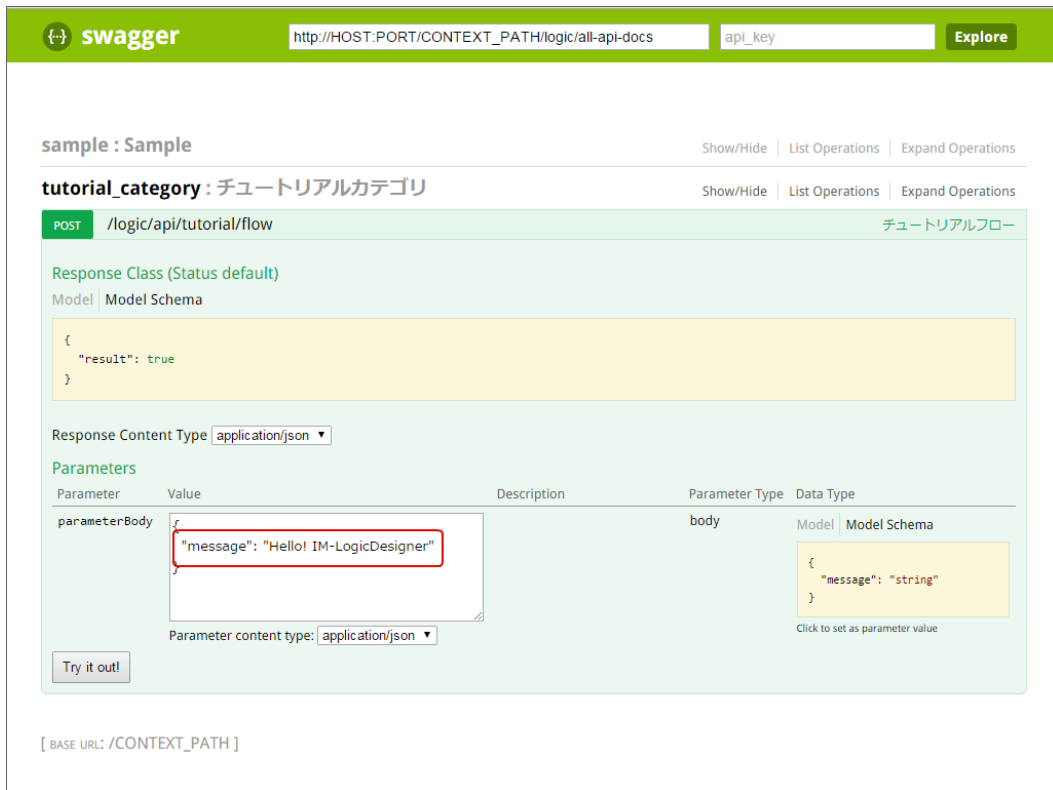 {···} swagger http://HOST:PORT/CONTEXT_PATH/logic/all-api-docs api_key Explore
sample : Sample Show/Hide List Operations Expand Operations
tutorial_category : チュートリアルカテゴリ Show/Hide List Operations Expand Operations
POST /logic/api/tutorial/flow チュートリアルフロー
Response Class (Status default)
Model Model Schema
{
"result": true
}
Response Content Type application/json
Parameters
Parameter Value Description Parameter Type Data Type
parameterBody
{
"message": "Hello! IM-LogicDesigner"
}
body
Model Model Schema
{
"message": "string"
}
Click to set as parameter value
Parameter content type: application/json
Try it out!
[ BASE URL: /CONTEXT_PATH ]